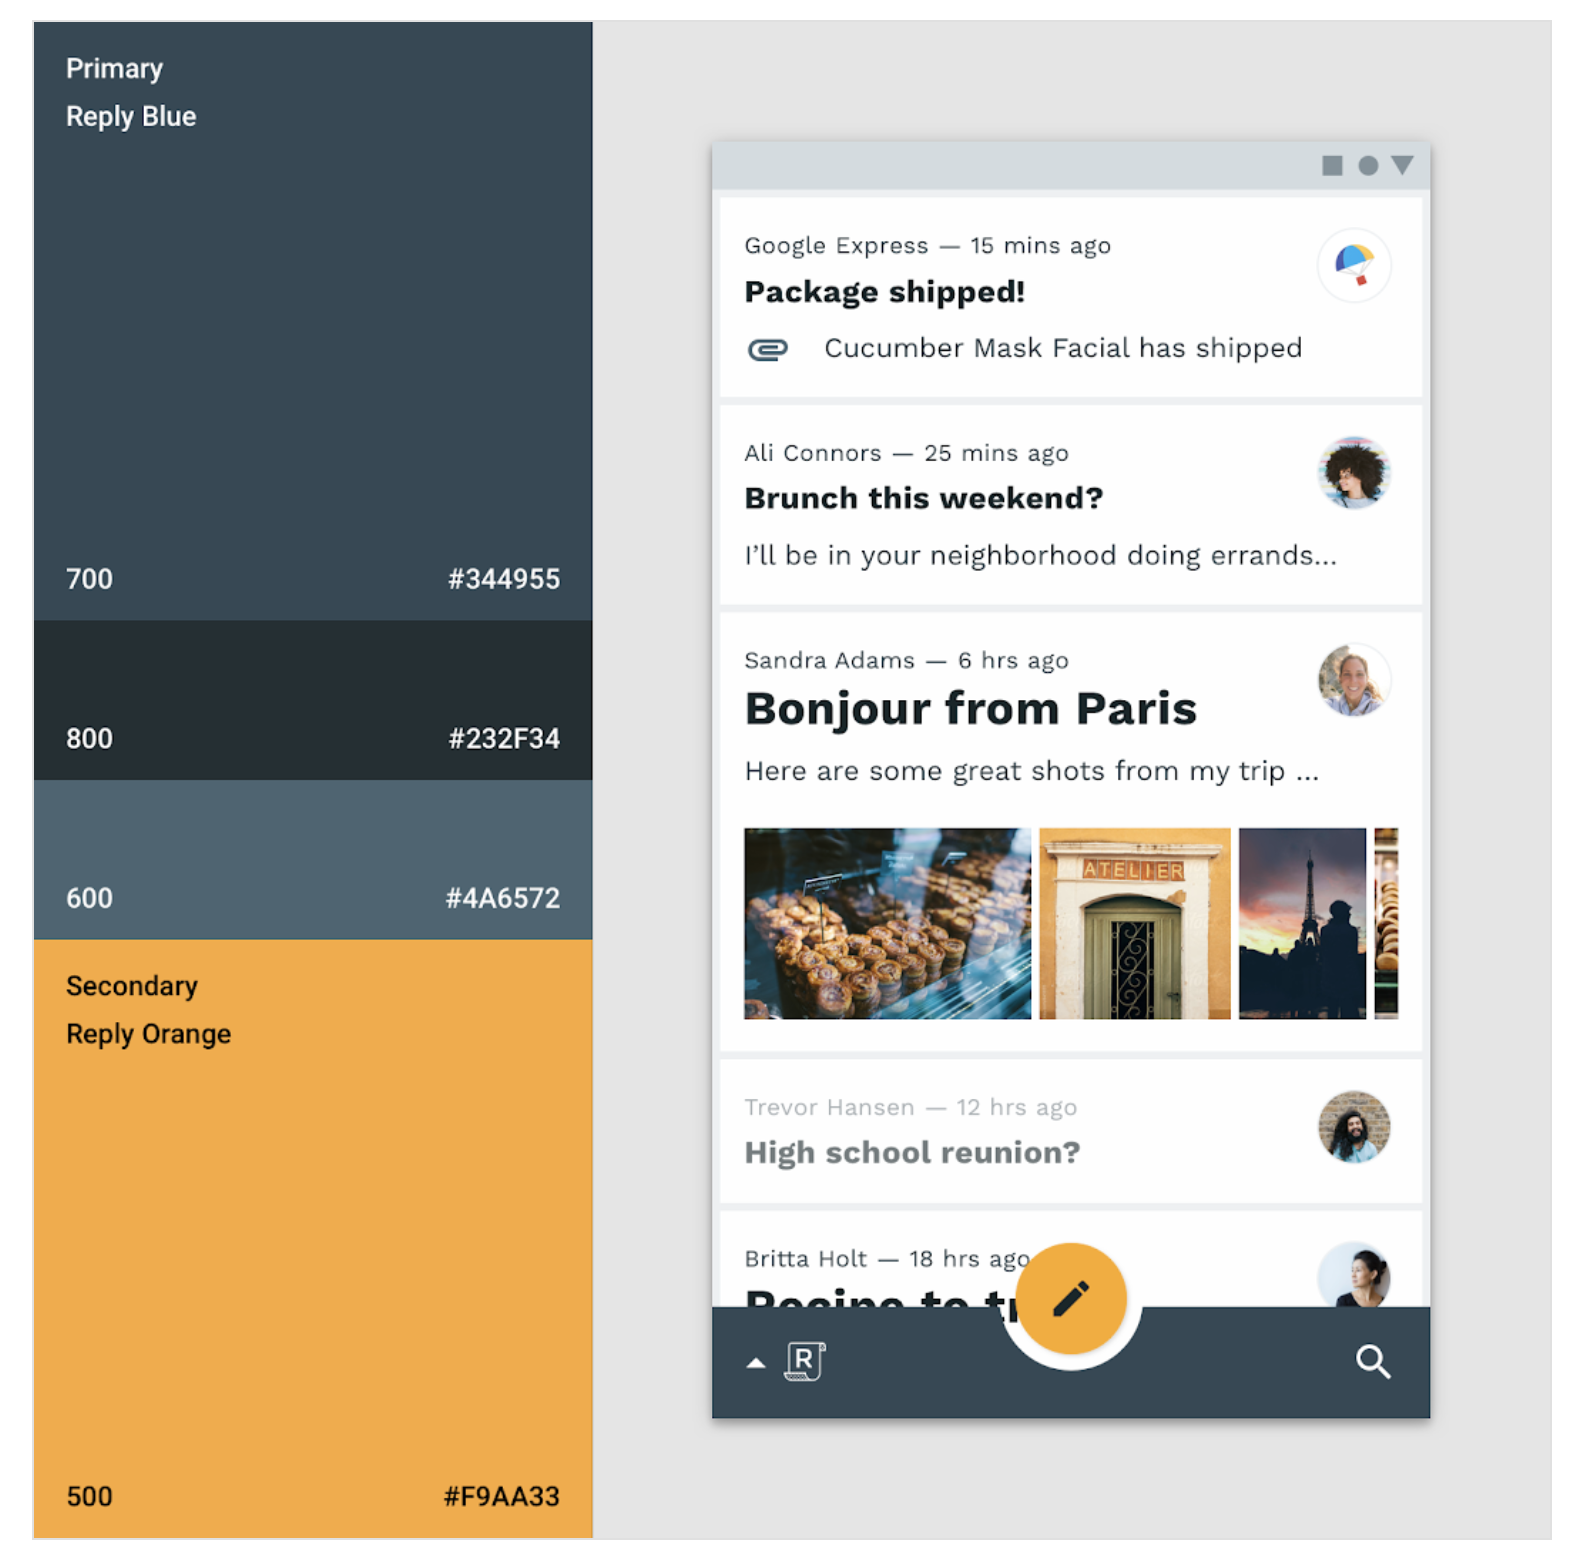 Primary
Reply Blue
700 #344955
800 #232F34
600 #4A6572
Secondary
Reply Orange
500 #F9AA33
Google Express — 15 mins ago
Package shipped!
Cucumber Mask Facial has shipped
Ali Connors — 25 mins ago
Brunch this weekend?
I’ll be in your neighborhood doing errands...
Sandra Adams — 6 hrs ago
Bonjour from Paris
Here are some great shots from my trip ...
ATELIER
Trevor Hansen — 12 hrs ago
High school reunion?
Britta Holt — 18 hrs ago
Recipe to
R